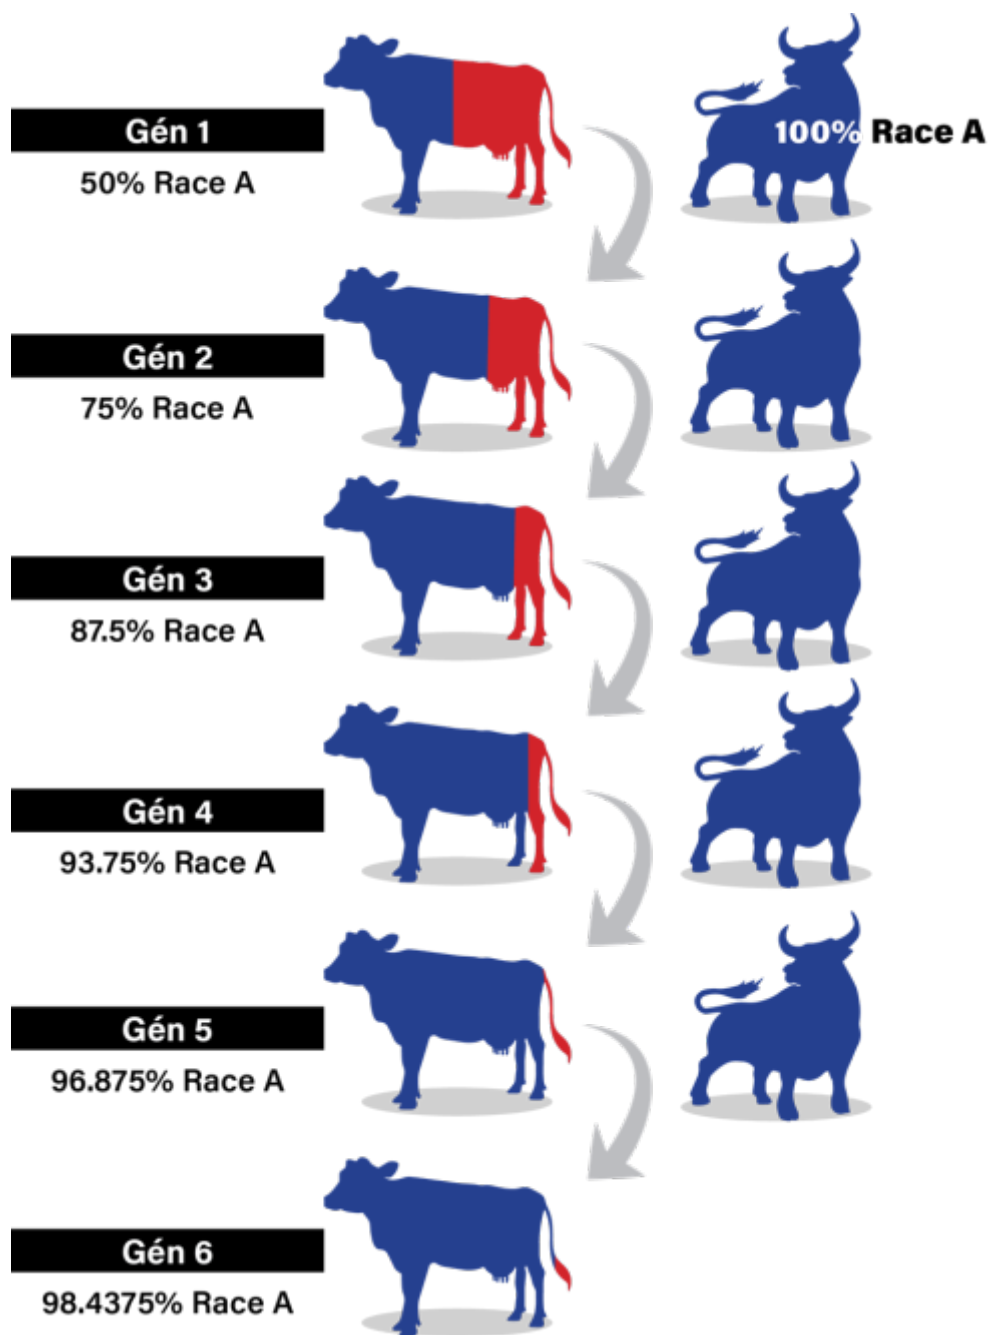 Gén 1
50% Race A
100% Race A
Gén 2
75% Race A
Gén 3
87.5% Race A
Gén 4
93.75% Race A
Gén 5
96.875% Race A
Gén 6
98.4375% Race A